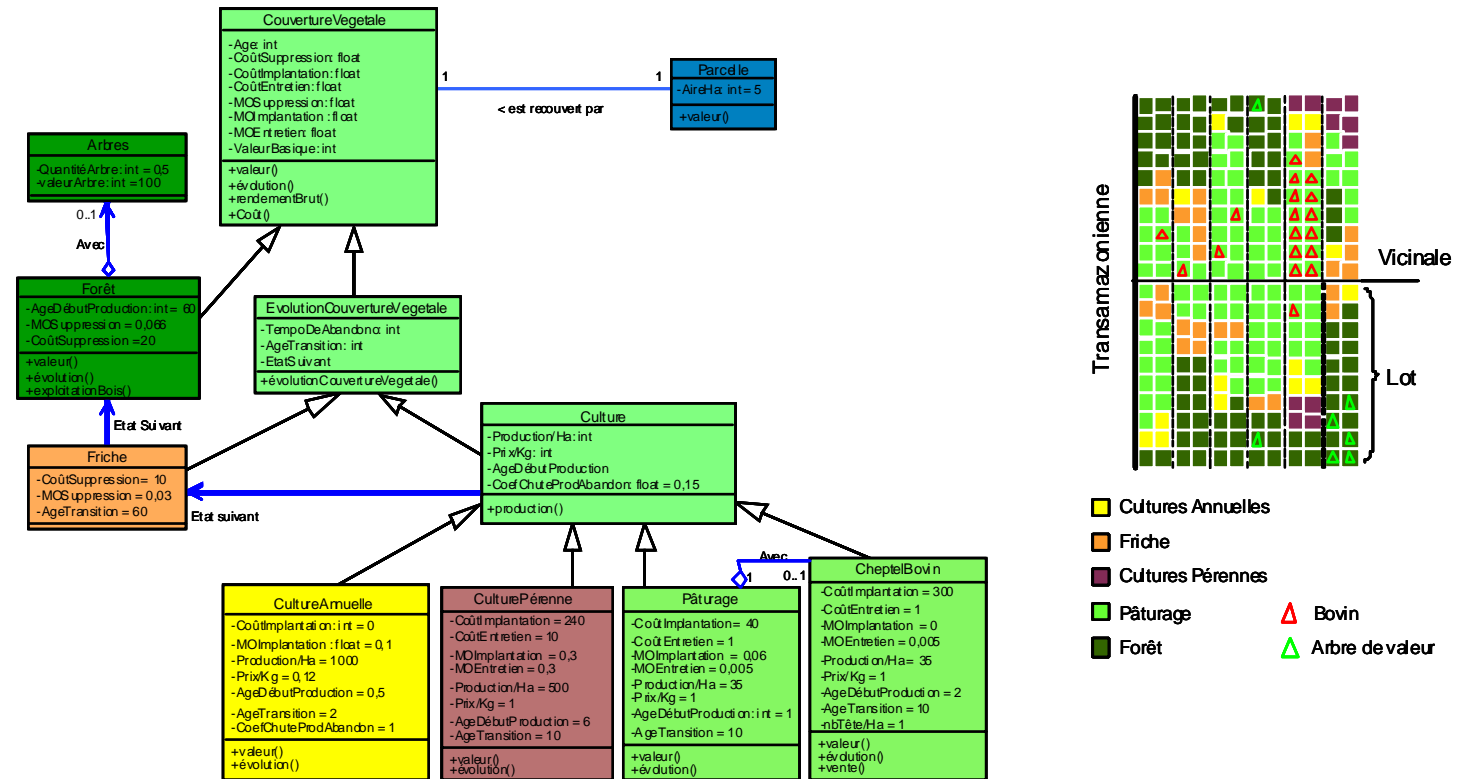 CouvertureVegetale
-Age: int
-CoûtSuppression: float
-CoûtImplantation: float
-CoûtEntretien: float
-MOSuppression: float
-MOImplantation : float
-MOEntretien: float
-ValeurBasique: int
+valeur()
+évolution()
+rendementBrut()
+Coût()
1
1
< est recouvert par
Parcelle
-AireHa: int = 5
+valeur()
Arbres
-QuantitéArbre: int = 0,5
-valeurArbre: int =100
0..1
Avec
Forêt
-AgeDébutProduction: int = 60
-MOSuppression = 0,066
-CoûtSuppression =20
+valeur()
+évolution()
+exploitationBois()
Etat Suivant
Friche
-CoûtSuppression= 10
-MOSuppression = 0,03
-AgeTransition = 60
Etat suivant
EvolutionCouvertureVegetale
-TempoDeAbandono: int
-AgeTransition: int
-EtatSuivant
+évolutionCouvertureVegetale()
Culture
-Production/Ha: int
-Prix/Kg: int
-AgeDébutProduction
-CoefChuteProdAbandon: float = 0,15
+production()
CultureAnnuelle
-CoûtImplantation: int = 0
-MOImplantation : float = 0,1
-Production/Ha = 1000
-Prix/Kg = 0,12
-AgeDébutProduction = 0,5
-AgeTransition = 2
-CoefChuteProdAbandon = 1
+valeur()
+évolution()
CulturePérenne
-CoûtImplantation = 240
-CoûtEntretien = 10
-MOImplantation = 0,3
-MOEntretien = 0,3
-Production/Ha = 500
-Prix/Kg = 1
-AgeDébutProduction = 6
-AgeTransition = 10
+valeur()
+évolution()
Avec
1
0..1
Pâturage
-CoûtImplantation= 40
-CoûtEntretien = 1
-MOImplantation = 0,06
-MOEntretien = 0,005
-Production/Ha = 35
-Prix/Kg = 1
-AgeDébutProduction: int = 1
-AgeTransition = 10
+valeur()
+évolution()
CheptelBovin
-CoûtImplantation = 300
-CoûtEntretien = 1
-MOImplantation = 0
-MOEntretien = 0,005
-Production/Ha= 35
-Prix/Kg = 1
-AgeDébutProduction = 2
-AgeTransition = 10
-nbTête/Ha = 1
+valeur()
+évolution()
+vente()
Transamazonienne
Vicinale
Lot
Cultures Annuelles
Friche
Cultures Pérennes
Pâturage
Bovin
Forêt
Arbre de valeur